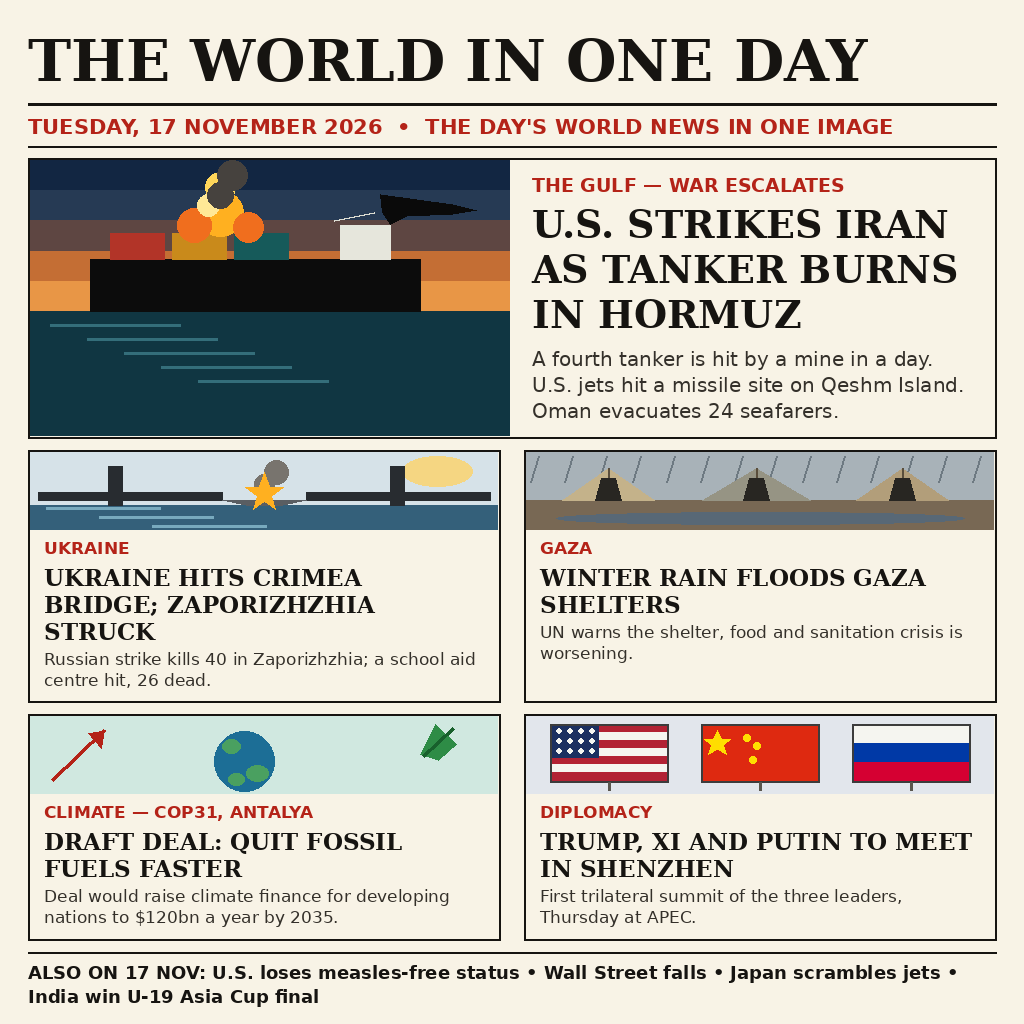 THE WORLD IN ONE DAY
TUESDAY, 17 NOVEMBER 2026 • THE DAY'S WORLD NEWS IN ONE IMAGE
THE GULF — WAR ESCALATES
U.S. STRIKES IRAN
AS TANKER BURNS
IN HORMUZ
A fourth tanker is hit by a mine in a day.
U.S. jets hit a missile site on Qeshm Island.
Oman evacuates 24 seafarers.
UKRAINE
UKRAINE HITS CRIMEA
BRIDGE; ZAPORIZHZHIA
STRUCK
Russian strike kills 40 in Zaporizhzhia; a school aid
centre hit, 26 dead.
GAZA
WINTER RAIN FLOODS GAZA
SHELTERS
UN warns the shelter, food and sanitation crisis is
worsening.
CLIMATE — COP31, ANTALYA
DRAFT DEAL: QUIT FOSSIL
FUELS FASTER
Deal would raise climate finance for developing
nations to $120bn a year by 2035.
DIPLOMACY
TRUMP, XI AND PUTIN TO MEET
IN SHENZHEN
First trilateral summit of the three leaders,
Thursday at APEC.
ALSO ON 17 NOV: U.S. loses measles-free status • Wall Street falls • Japan scrambles jets •
India win U-19 Asia Cup final